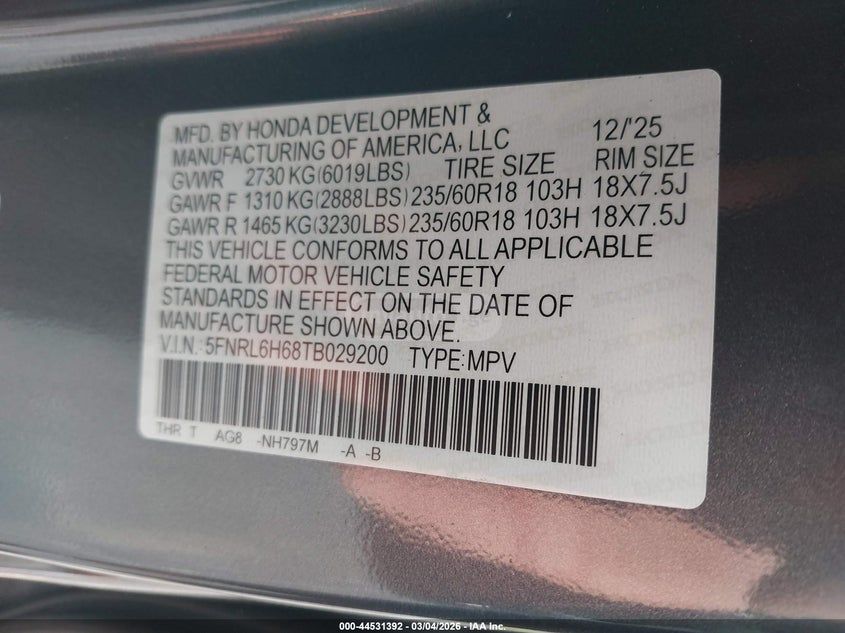 MFD. BY HONDA DEVELOPMENT & 
MANUFACTURING OF AMERICA, LLC 12/'25
GVWR 2730 KG(6019LBS) TIRE SIZE RIM SIZE
GAWR F 1310 KG(2888LBS) 235/60R18 103H 18X7.5J
GAWR R 1465 KG(3230LBS) 235/60R18 103H 18X7.5J
THIS VEHICLE CONFORMS TO ALL APPLICABLE
FEDERAL MOTOR VEHICLE SAFETY
STANDARDS IN EFFECT ON THE DATE OF
MANUFACTURE SHOWN ABOVE.
V.I.N.: 5FNRL6H68TB029200 TYPE:MPV
THR T AG8 -NH797M -A -B
000-44531392 — 03/04/2026 — IAA Inc.